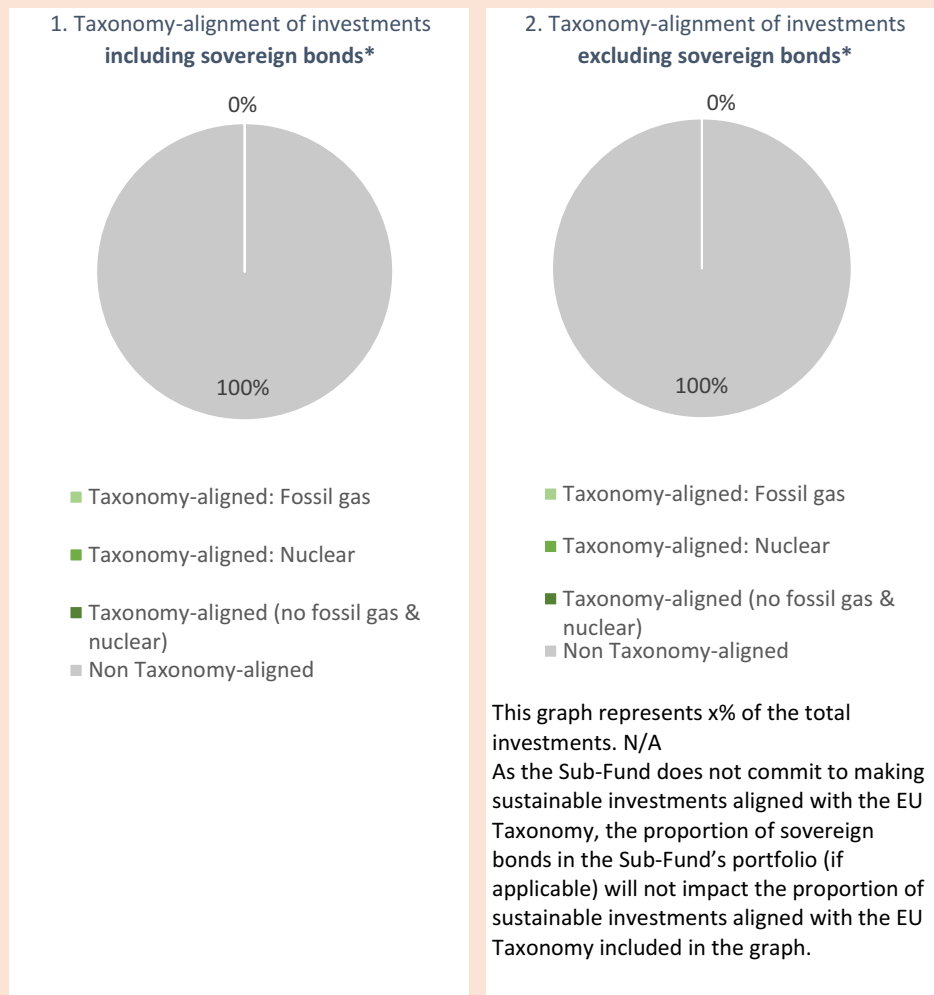 1. Taxonomy-alignment of investments
including sovereign bonds*
0%
100%
Taxonomy-aligned: Fossil gas
Taxonomy-aligned: Nuclear
Taxonomy-aligned (no fossil gas &
nuclear)
Non Taxonomy-aligned
2. Taxonomy-alignment of investments
excluding sovereign bonds*
0%
100%
Taxonomy-aligned: Fossil gas
Taxonomy-aligned: Nuclear
Taxonomy-aligned (no fossil gas &
nuclear)
Non Taxonomy-aligned
This graph represents x% of the total
investments. N/A
As the Sub-Fund does not commit to making
sustainable investments aligned with the EU
Taxonomy, the proportion of sovereign
bonds in the Sub-Fund’s portfolio (if
applicable) will not impact the proportion of
sustainable investments aligned with the EU
Taxonomy included in the graph.